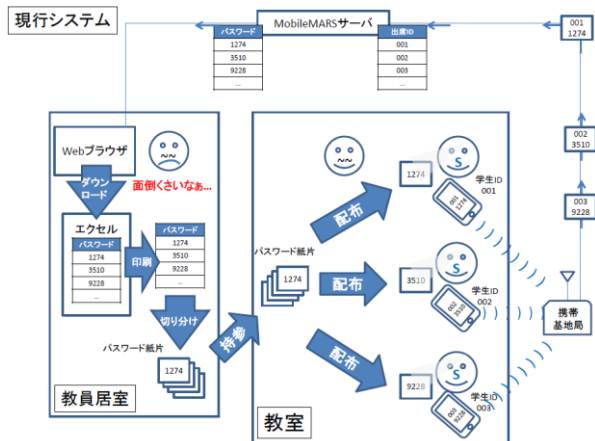 現行システム
MobileMARSサーバ
パスワード
1274
3510
9228
...
出席ID
001
002
003
...
001
1274
002
3510
003
9228
Webブラウザ
面倒くさいなぁ...
ダウン
ロード
エクセル
パスワード
1274
3510
9228
...
印刷
パスワード
1274
3510
9228
...
切り分け
パスワード紙片
1274
教員居室
持参
パスワード紙片
1274
配布
配布
配布
1274
S
学生ID
001
001
1274
3510
S
学生ID
002
002
3510
9228
S
学生ID
003
003
9228
教室
携帯
基地局